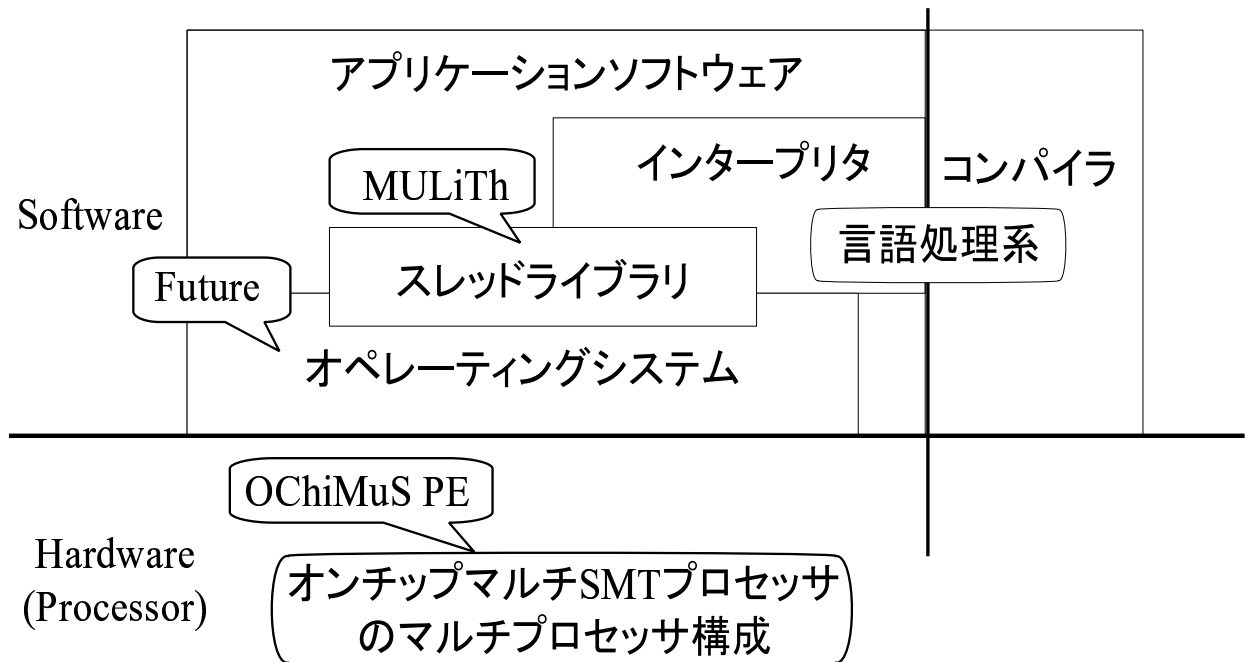 アプリケーションソフトウェア
インタープリタ
コンパイラ
MULiTh
Software
言語処理系
スレッドライブラリ
Future
オペレーティングシステム
OChiMuS PE
Hardware
(Processor)
オンチップマルチSMTプロセッサ
のマルチプロセッサ構成